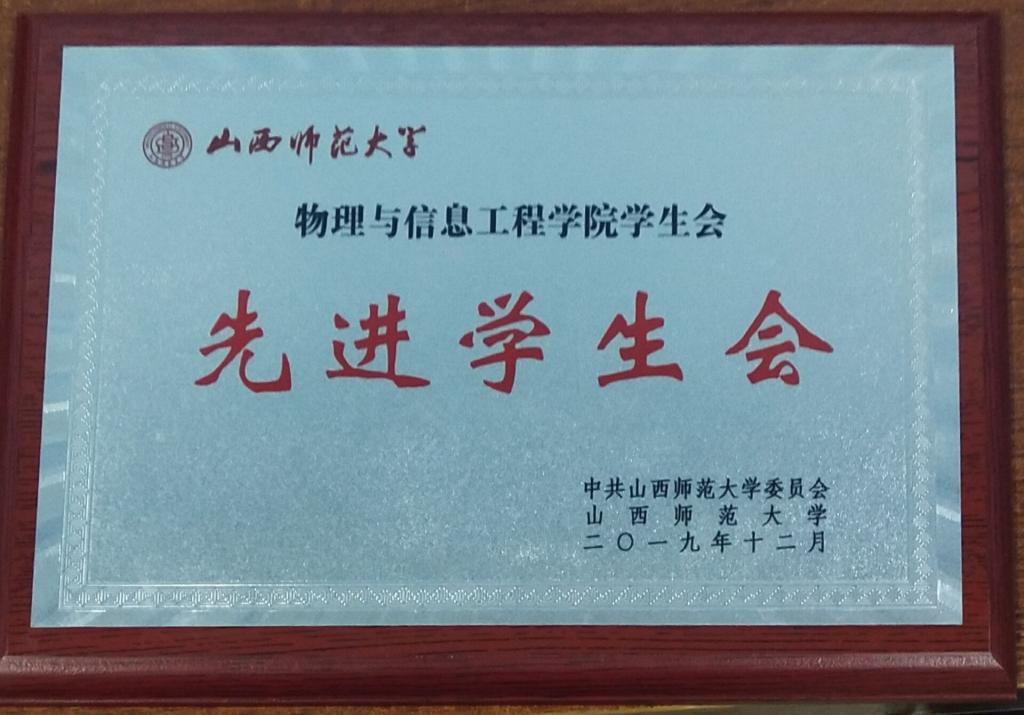 山西师范大学
物理与信息工程学院学生会
先进学生会
中共山西师范大学委员会
山西师范大学
二〇一九年十二月